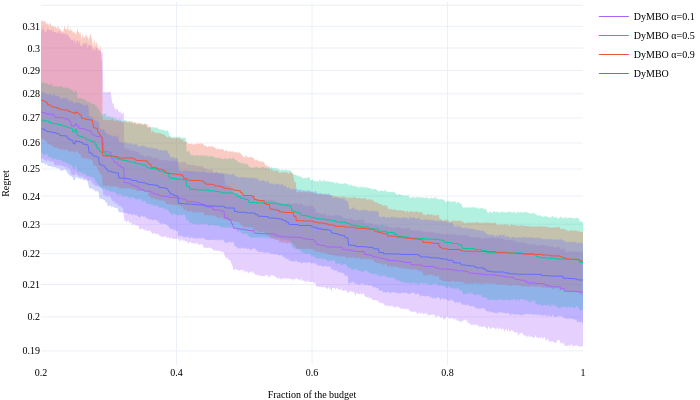 DyMBO α=0.1
DyMBO α=0.5
DyMBO α=0.9
DyMBO
0.31
0.3
0.29
0.28
0.27
0.26
0.25
0.24
0.23
0.22
0.21
0.2
0.19
Regret
0.2 0.4 0.6 0.8 1
Fraction of the budget